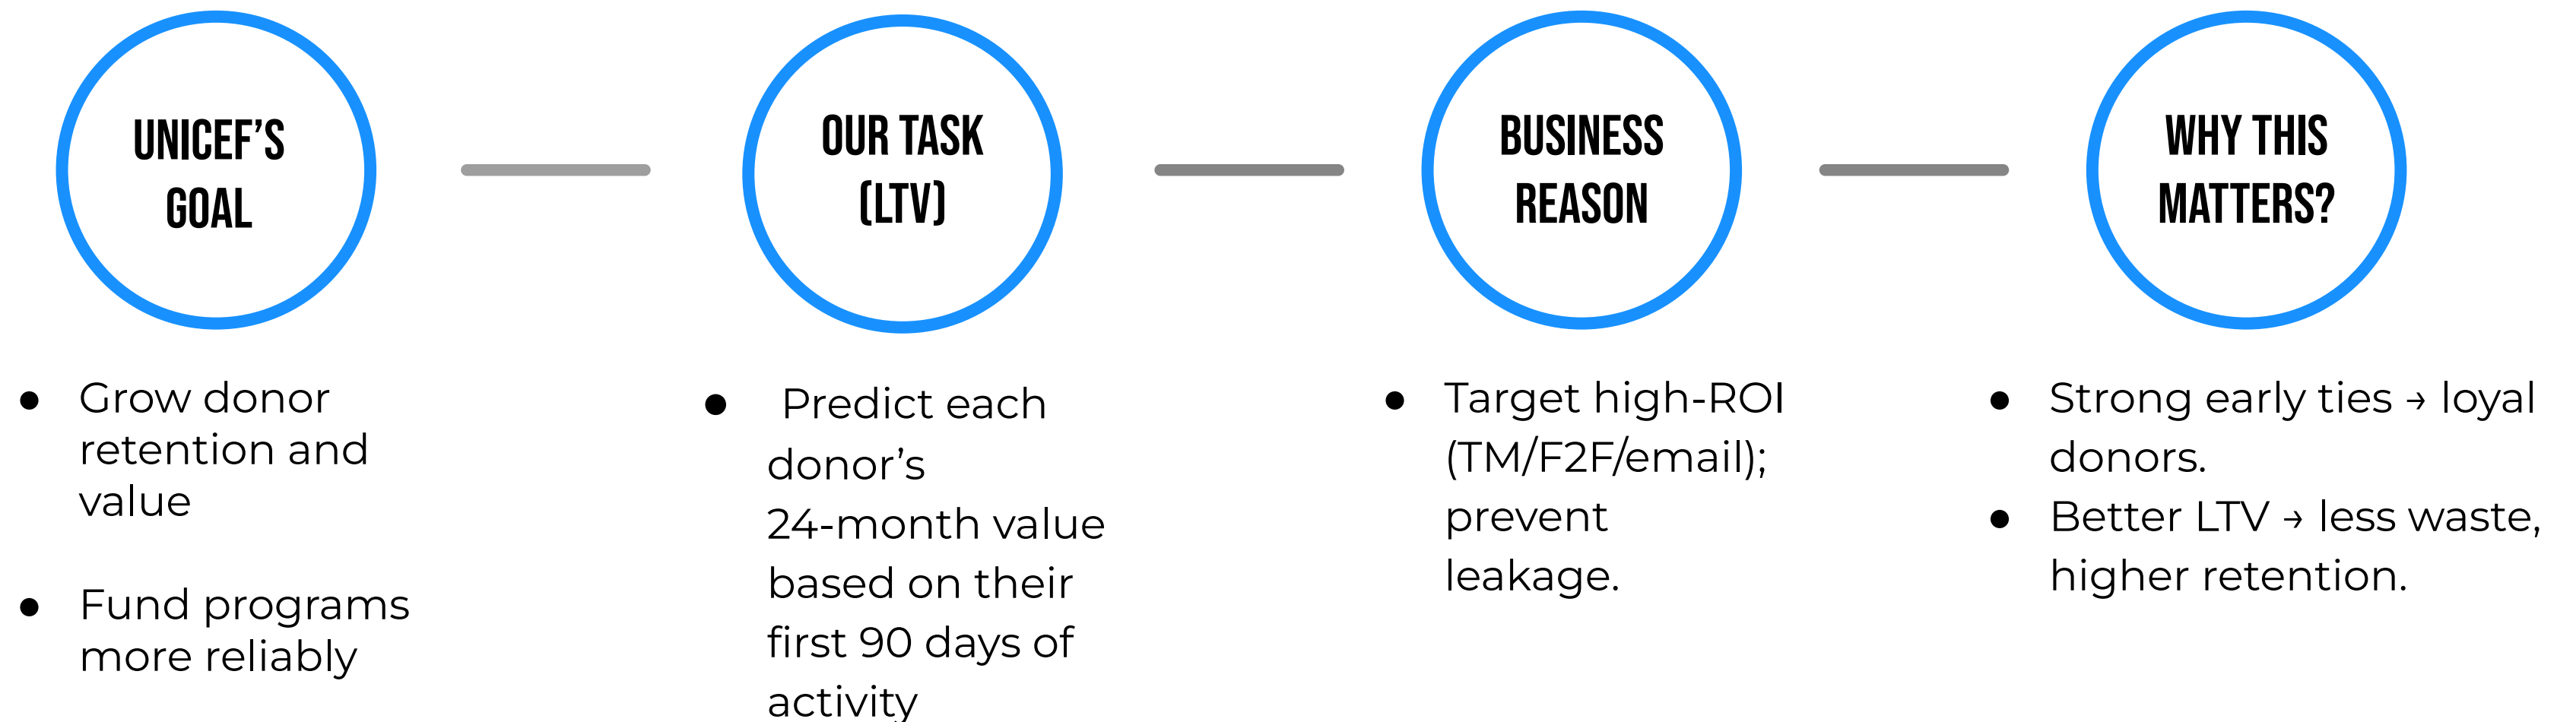 UNICEF'S
GOAL
● Grow donor
retention and
value
● Fund programs
more reliably
OUR TASK
(LTV)
● Predict each
donor's
24-month value
based on their
first 90 days of
activity
BUSINESS
REASON
● Target high-ROI
(TM/F2F/email);
prevent
leakage.
WHY THIS
MATTERS?
● Strong early ties → loyal
donors.
● Better LTV → less waste,
higher retention.